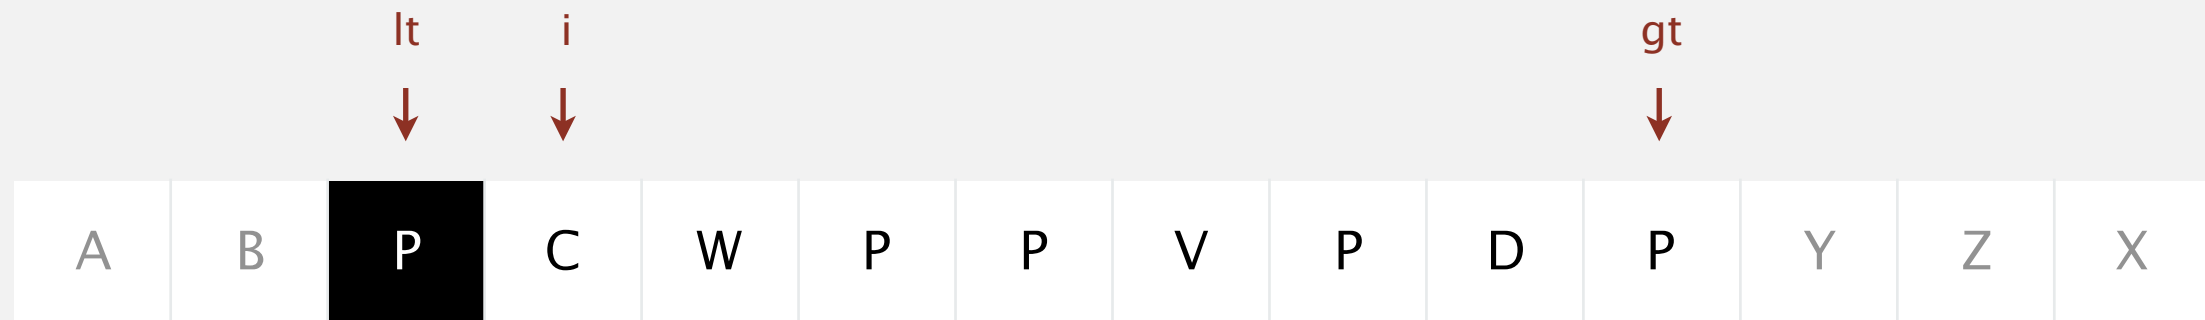 lt i gt
A B P C W P P V P D P Y Z X